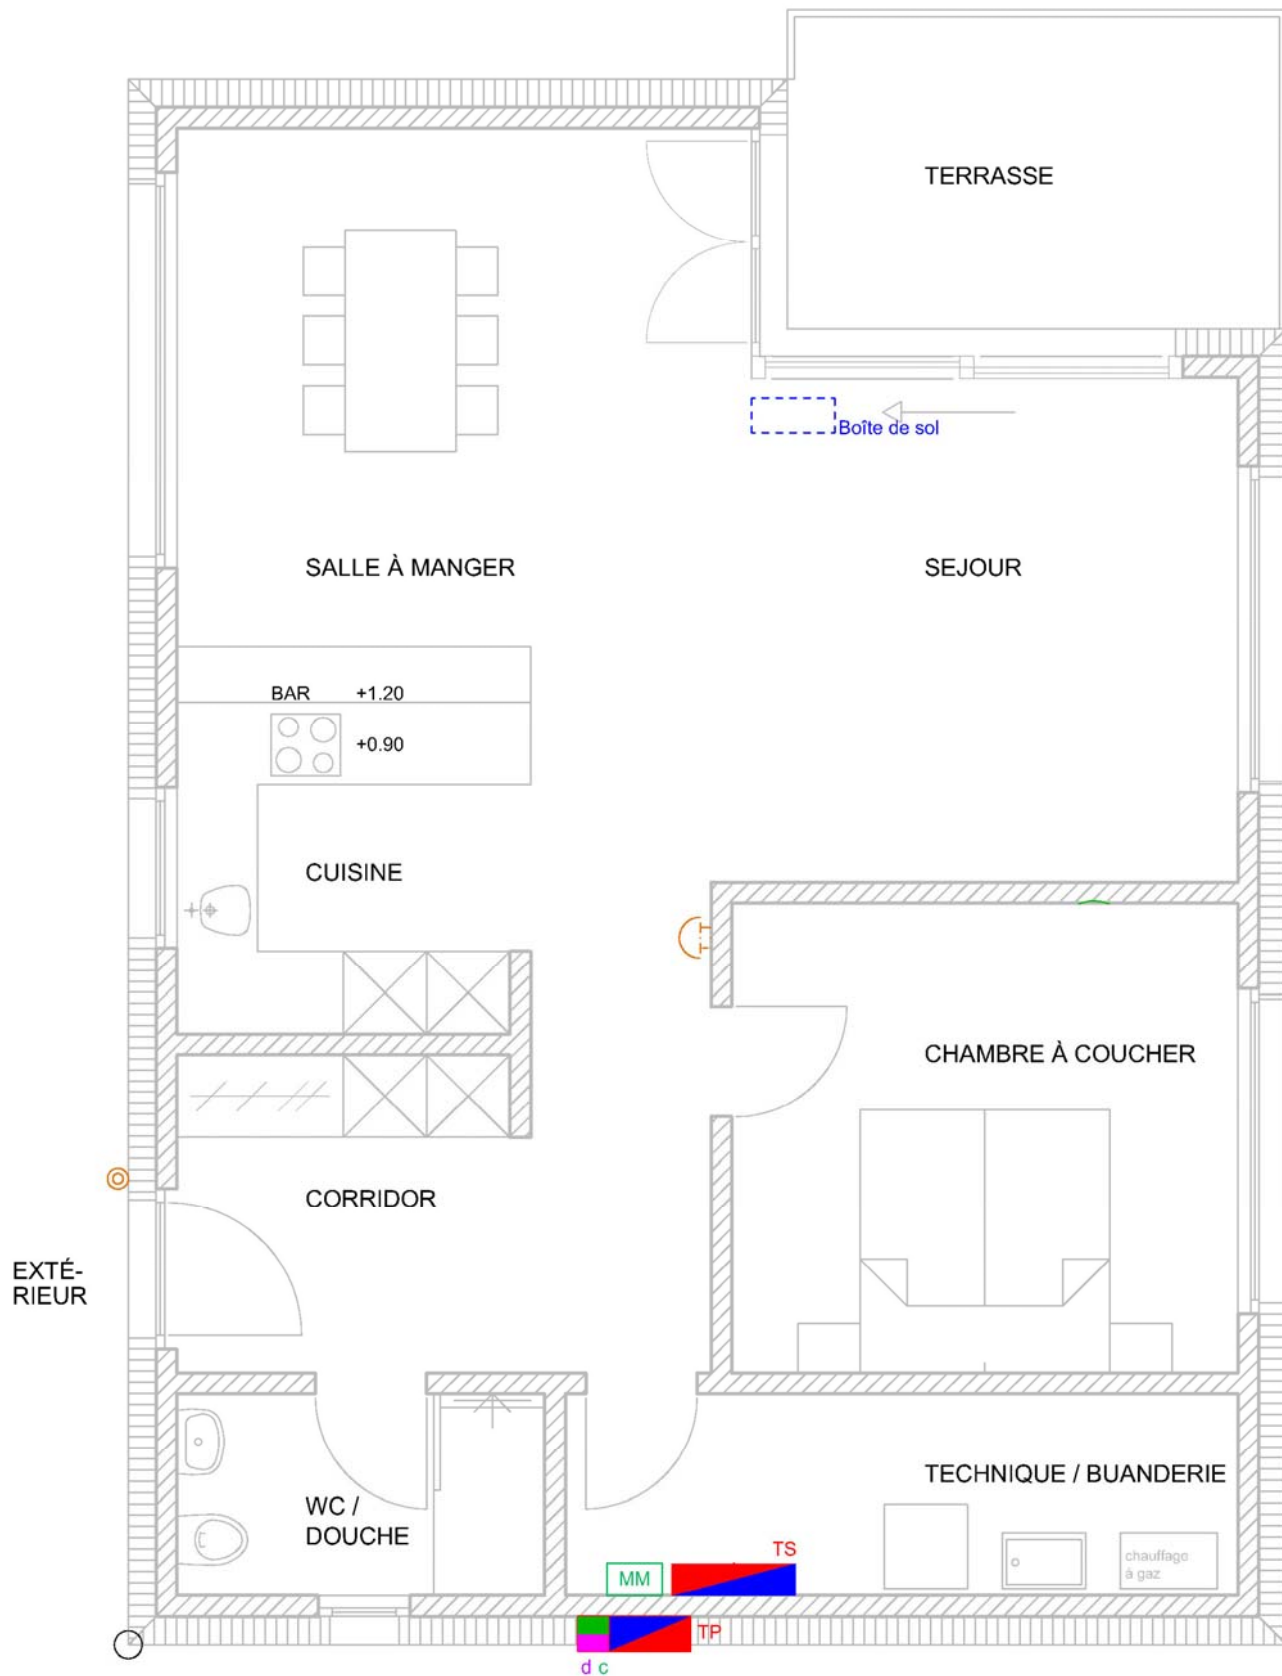 TERRASSE
Boîte de sol
SALLE À MANGER
SEJOUR
BAR +1.20
+0.90
CUISINE
CHAMBRE À COUCHER
CORRIDOR
EXTÉ-
RIEUR
TECHNIQUE / BUANDERIE
WC /
DOUCHE
TS
MM
chauffage
à gaz
TP
d c